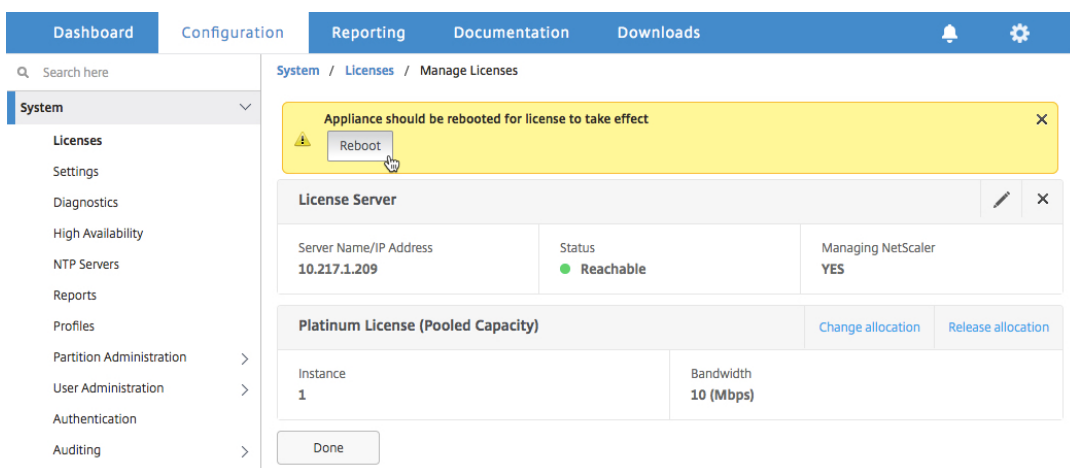 Dashboard Configuration Reporting Documentation Downloads
Search here
System
Licenses
Settings
Diagnostics
High Availability
NTP Servers
Reports
Profiles
Partition Administration
User Administration
Authentication
Auditing
System / Licenses / Manage Licenses
Appliance should be rebooted for license to take effect
Reboot
License Server
Server Name/IP Address Status Managing NetScaler
10.217.1.209 Reachable YES
Platinum License (Pooled Capacity) Change allocation Release allocation
Instance Bandwidth
1 10 (Mbps)
Done